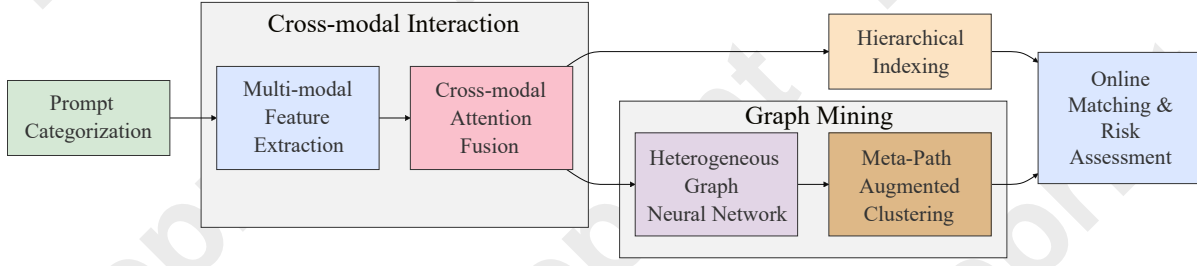 Cross-modal Interaction
Prompt
Categorization
Multi-modal
Feature
Extraction
Cross-modal
Attention
Fusion
Hierarchical
Indexing
Graph Mining
Heterogeneous
Graph
Neural Network
Meta-Path
Augmented
Clustering
Online
Matching &
Risk
Assessment